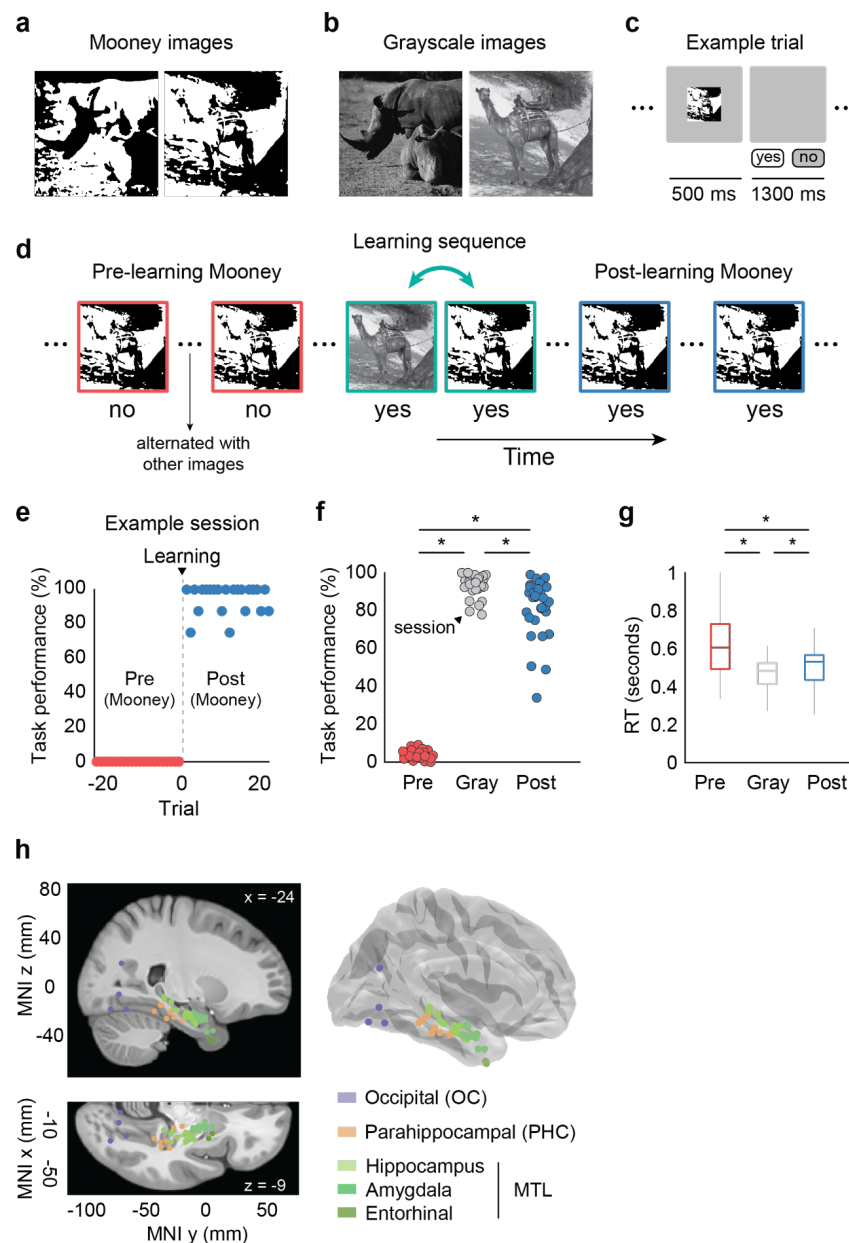 a
Mooney images
b
Grayscale images
c
Example trial
...
...
yes
no
500 ms
1300 ms
d
Learning sequence
Pre-learning Mooney
Post-learning Mooney
...
...
...
...
...
...
no
no
yes
yes
yes
yes
alternated with
other images
Time
e
Example session
Learning
Task performance (%)
100
80
60
40
20
0
Pre
(Mooney)
Post
(Mooney)
-20
0
20
Trial
f
*
*
*
Task performance (%)
100
80
60
40
20
0
session
Pre
Gray
Post
g
*
*
*
RT (seconds)
1
0.8
0.6
0.4
0.2
0
Pre
Gray
Post
h
MNI z (mm)
80
40
0
-40
x = -24
MNI x (mm)
-10
-50
z = -9
-100
-50
0
50
MNI y (mm)
Occipital (OC)
Parahippocampal (PHC)
Hippocampus
Amygdala
Entorhinal
MTL